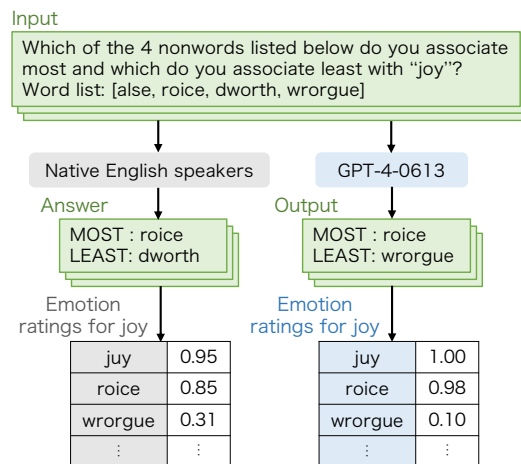 Input
Which of the 4 nonwords listed below do you associate
most and which do you associate least with “joy”?
Word list: [alse, roice, dworth, wrorgue]
Native English speakers
GPT-4-0613
Answer
Output
MOST : roice
LEAST: dworth
MOST : roice
LEAST: wrorgue
Emotion
ratings for joy
Emotion
ratings for joy
juy 0.95
roice 0.85
wrorgue 0.31
⋮ ⋮
juy 1.00
roice 0.98
wrorgue 0.10
⋮ ⋮